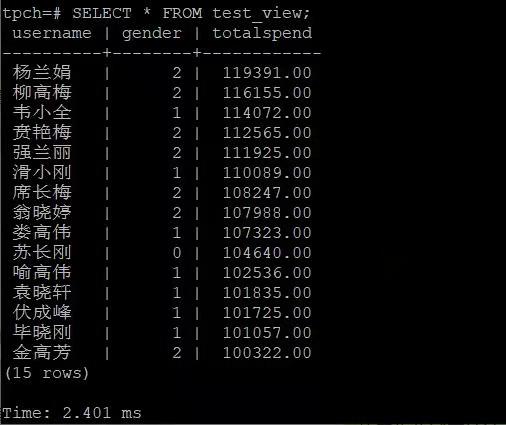 tpch=# SELECT * FROM test_view;
 username | gender | totalspend
----------+--------+------------
 杨兰娟   |      2 |  119391.00
 柳高梅   |      2 |  116155.00
 韦小全   |      1 |  114072.00
 贲艳梅   |      2 |  112565.00
 强兰丽   |      2 |  111925.00
 滑小刚   |      1 |  110089.00
 席长梅   |      2 |  108247.00
 翁晓婷   |      2 |  107988.00
 娄高伟   |      1 |  107323.00
 苏长刚   |      0 |  104640.00
 喻高伟   |      1 |  102536.00
 袁晓轩   |      1 |  101835.00
 伏成峰   |      1 |  101725.00
 毕晓刚   |      1 |  101057.00
 金高芳   |      2 |  100322.00
(15 rows)
Time: 2.401 ms